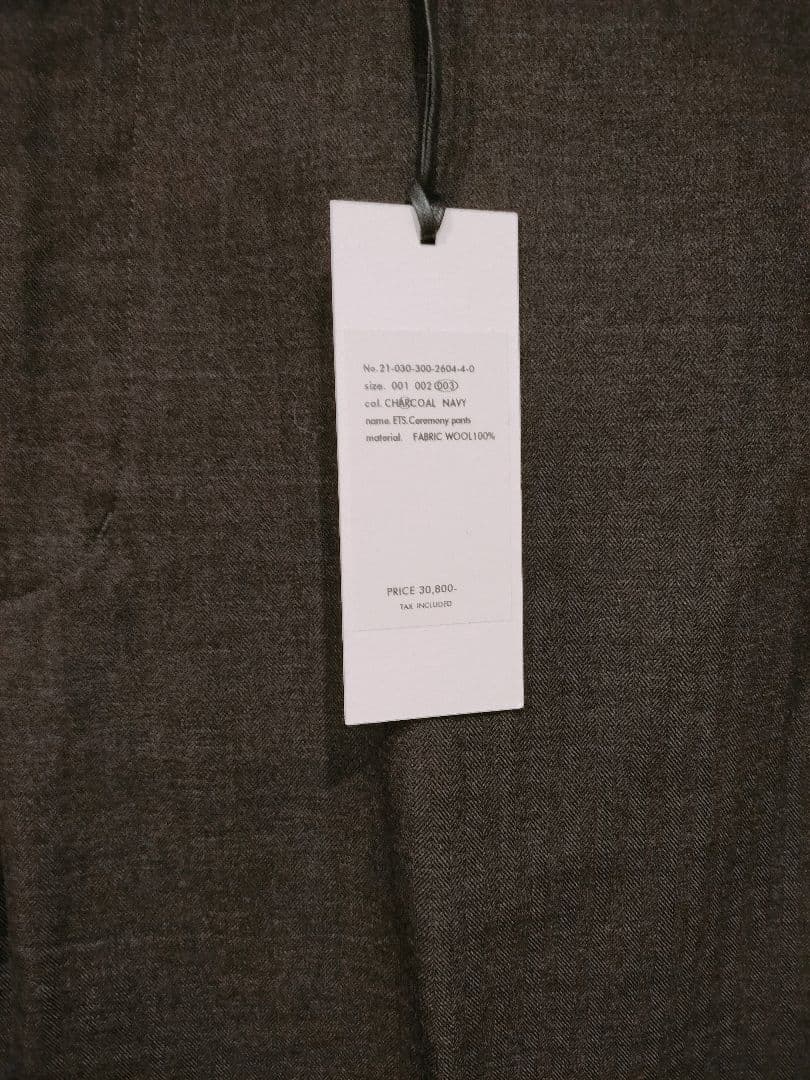 No. 21-030-300-2604-4-0
size. 001 002 003
col. CHARCOAL NAVY
name. ETS.Ceremony pants
material. FABRIC WOOL100%
PRICE 30,800-
TAX INCLUDED